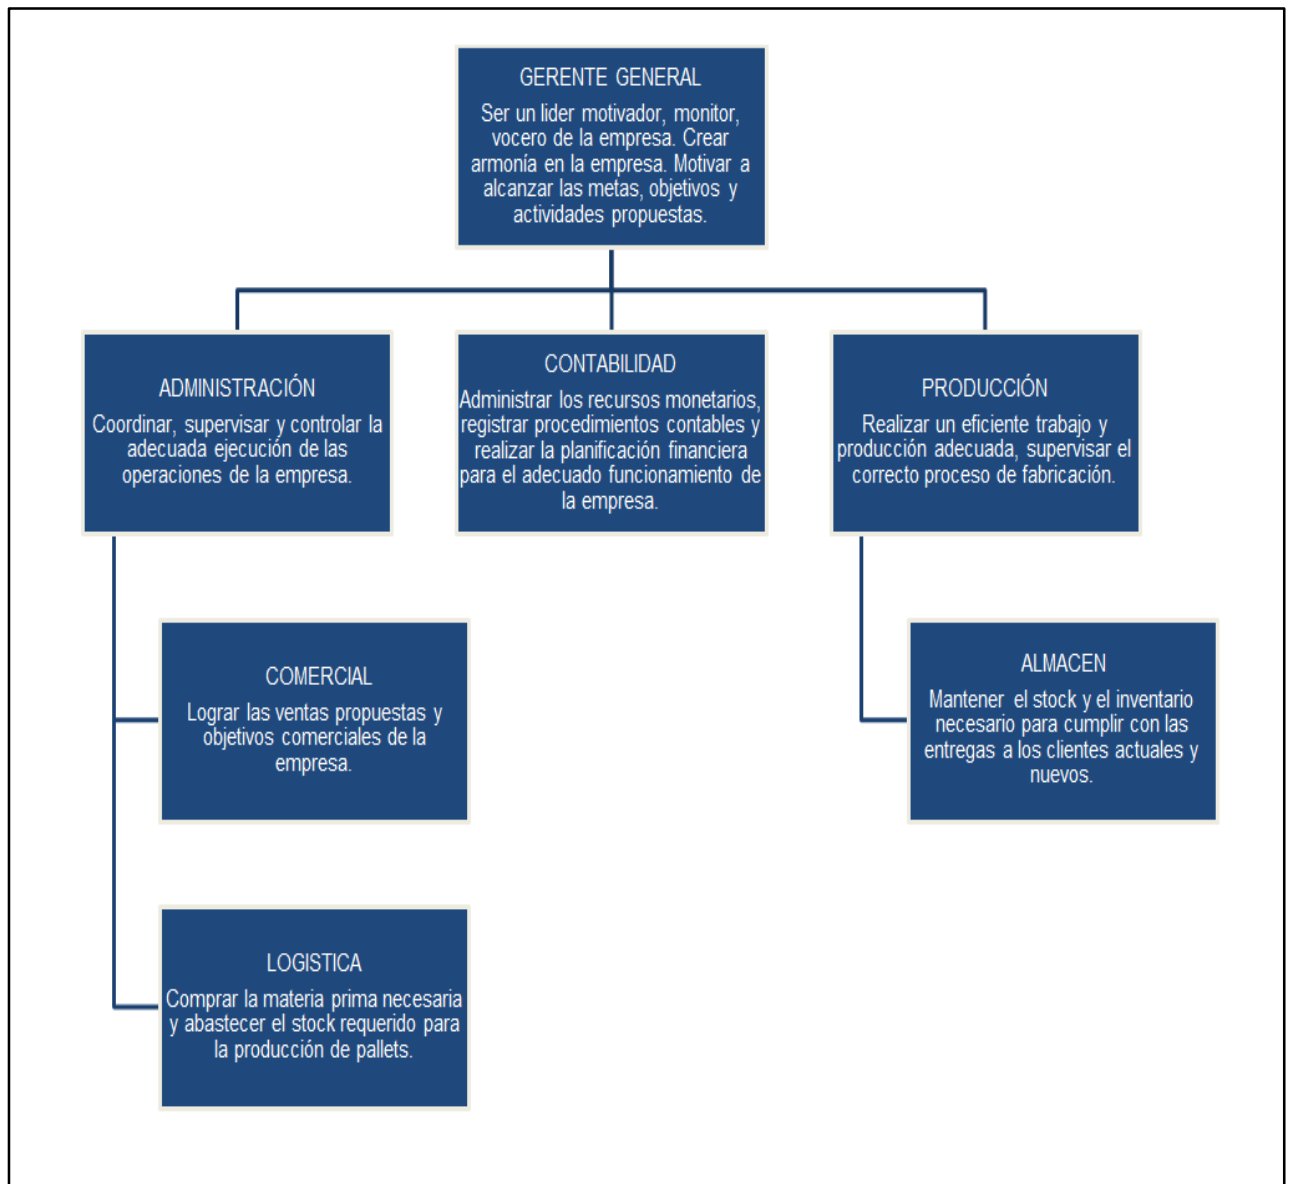 GERENTE GENERAL
Ser un lider motivador, monitor,
vocero de la empresa. Crear
armonía en la empresa. Motivar a
alcanzar las metas, objetivos y
actividades propuestas.
ADMINISTRACIÓN
Coordinar, supervisar y controlar la
adecuada ejecución de las
operaciones de la empresa.
CONTABILIDAD
Administrar los recursos monetarios,
registrar procedimientos contables y
realizar la planificación financiera
para el adecuado funcionamiento de
la empresa.
PRODUCCIÓN
Realizar un eficiente trabajo y
producción adecuada, supervisar el
correcto proceso de fabricación.
COMERCIAL
Lograr las ventas propuestas y
objetivos comerciales de la
empresa.
ALMACEN
Mantener el stock y el inventario
necesario para cumplir con las
entregas a los clientes actuales y
nuevos.
LOGISTICA
Comprar la materia prima necesaria
y abastecer el stock requerido para
la producción de pallets.